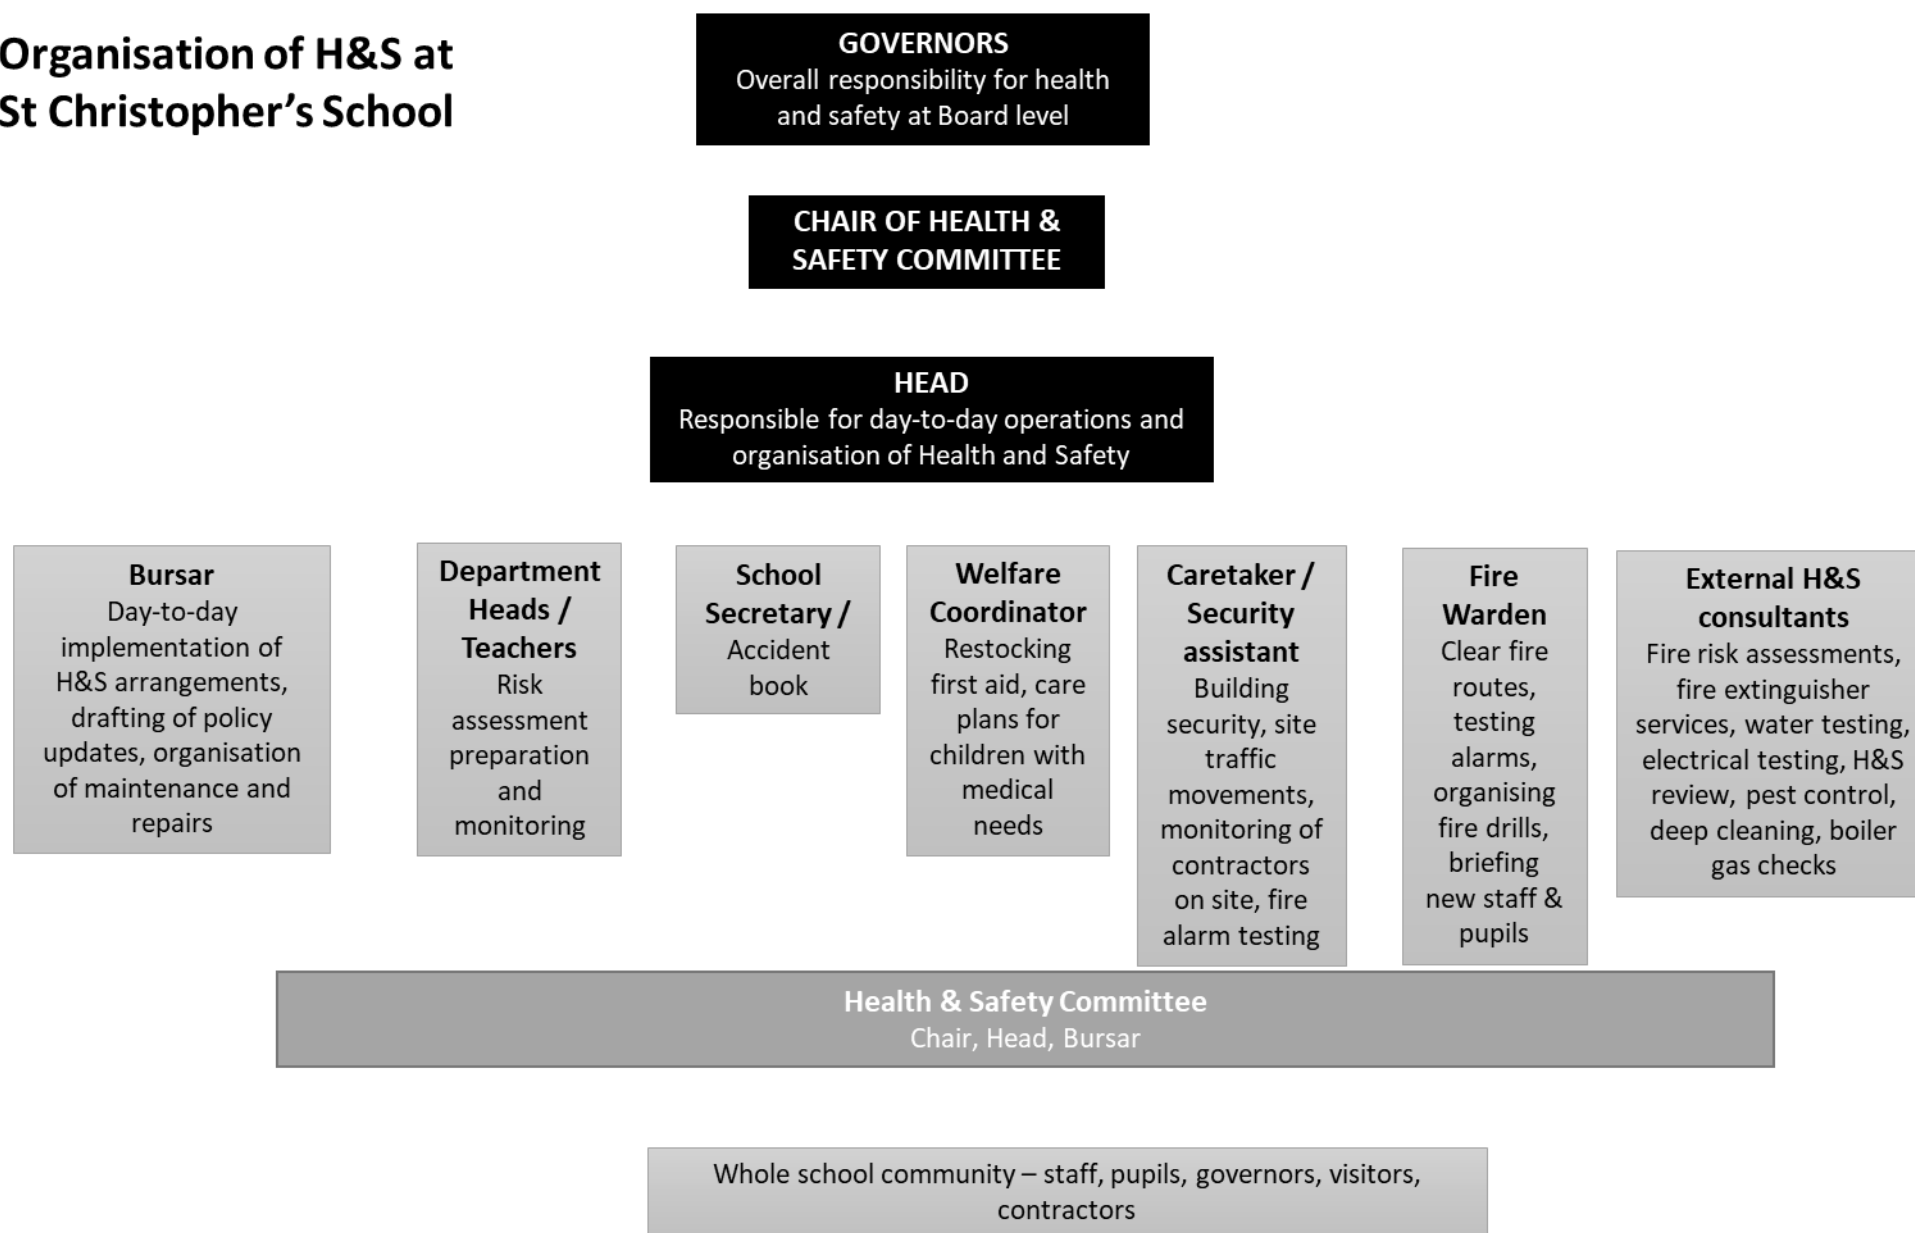 Organisation of H&S at
St Christopher's School
GOVERNORS
Overall responsibility for health
and safety at Board level
CHAIR OF HEALTH &
SAFETY COMMITTEE
HEAD
Responsible for day-to-day operations and
organisation of Health and Safety
Bursar
Day-to-day
implementation of
H&S arrangements,
drafting of policy
updates, organisation
of maintenance and
repairs
Department
Heads /
Teachers
Risk
assessment
preparation
and
monitoring
School
Secretary /
Accident
book
Welfare
Coordinator
Restocking
first aid, care
plans for
children with
medical
needs
Caretaker /
Security
assistant
Building
security, site
traffic
movements,
monitoring of
contractors
on site, fire
alarm testing
Fire
Warden
Clear fire
routes,
testing
alarms,
organising
fire drills,
briefing
new staff &
pupils
External H&S
consultants
Fire risk assessments,
fire extinguisher
services, water testing,
electrical testing, H&S
review, pest control,
deep cleaning, boiler
gas checks
Health & Safety Committee
Chair, Head, Bursar
Whole school community – staff, pupils, governors, visitors,
contractors